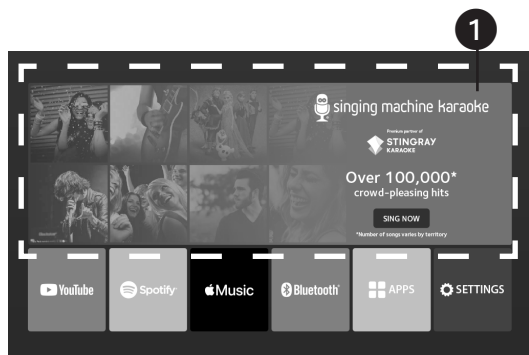 1
singing machine karaoke
Premium partner of
STINGRAY
KARAOKE
Over 100,000*
crowd-pleasing hits
SING NOW
*Number of songs varies by territory
YouTube
Spotify
Music
Bluetooth
APPS
SETTINGS